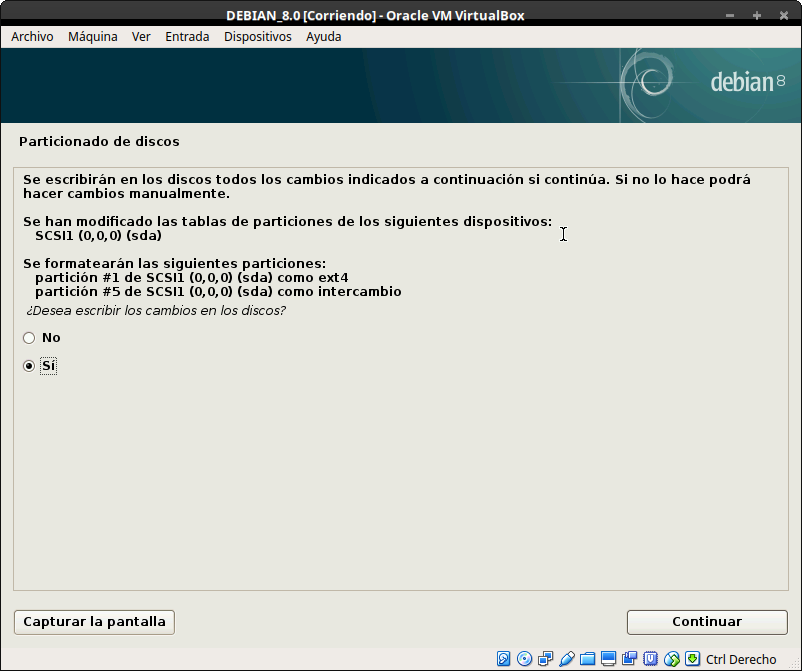 DEBIAN_8.0 [Corriendo] - Oracle VM VirtualBox
Archivo Máquina Ver Entrada Dispositivos Ayuda
debian 8
Particionado de discos
Se escribirán en los discos todos los cambios indicados a continuación si continúa. Si no lo hace podrá
hacer cambios manualmente.
Se han modificado las tablas de particiones de los siguientes dispositivos:
SCSI1 (0,0,0) (sda)
Se formatearán las siguientes particiones:
partición #1 de SCSI1 (0,0,0) (sda) como ext4
partición #5 de SCSI1 (0,0,0) (sda) como intercambio
¿Desea escribir los cambios en los discos?
No
Sí
Capturar la pantalla Continuar
Ctrl Derecho